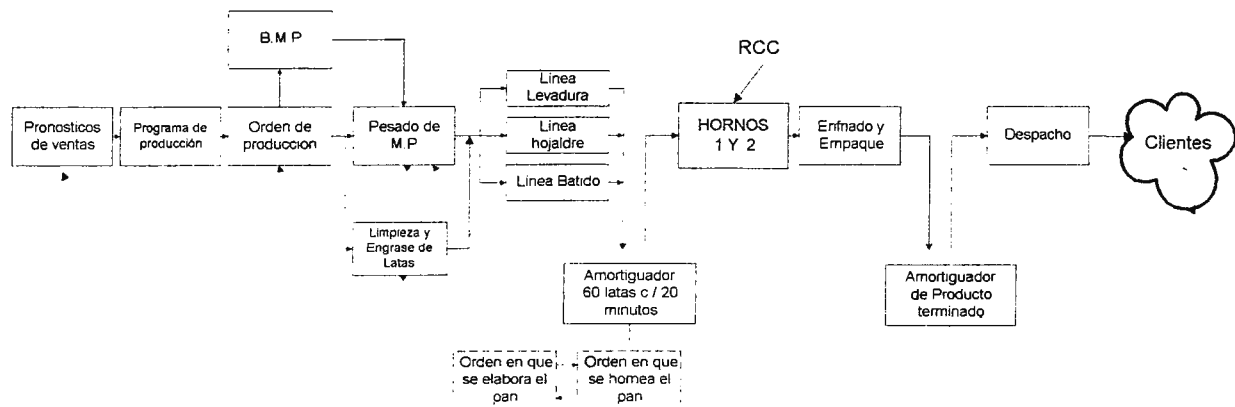 B.M.P
RCC
Pronosticos
de ventas
Programa de
producción
Orden de
produccion
Pesado de
M.P
Linea
Levadura
Linea
hojaldre
Linea Batido
HORNOS
1 Y 2
Enfriado y
Empaque
Despacho
Clientes
Limpieza y
Engrase de
Latas
Amortiguador
60 latas c / 20
minutos
Amortiguador
de Producto
terminado
Orden en que
se elabora el
pan
Orden en que
se hornea el
pan